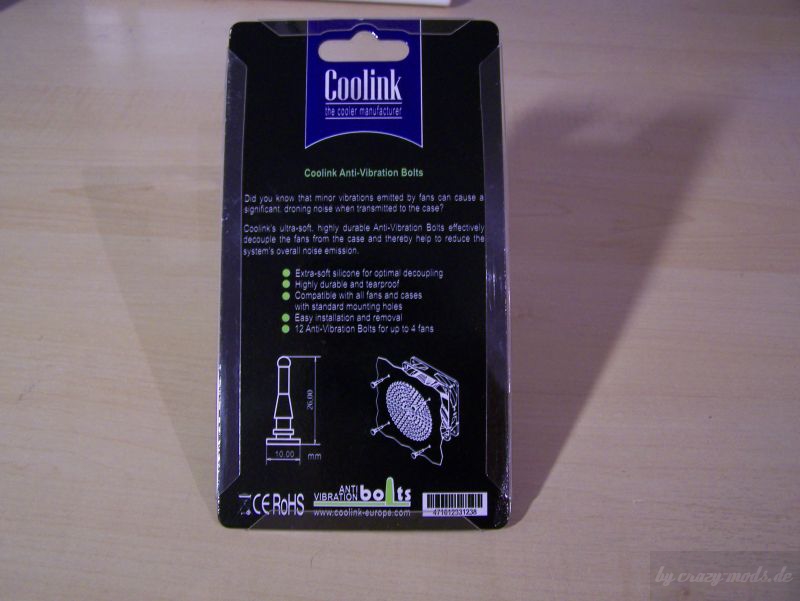 Coolink
the cooler manufacturer
Coolink Anti-Vibration Bolts
Did you know that minor vibrations emitted by fans can cause a
significant, droning noise when transmitted to the case?
Coolink's ultra-soft, highly durable Anti-Vibration Bolts effectively
decouple the fans from the case and thereby help to reduce the
system's overall noise emission.
Extra-soft silicone for optimal decoupling
Highly durable and tearproof
Compatible with all fans and cases
with standard mounting holes
Easy installation and removal
12 Anti-Vibration Bolts for up to 4 fans
26.00
10.00 mm
CE RoHS
ANTI
VIBRATION bolts
www.coolink-europe.com
471612331238
by crazy-mods.de